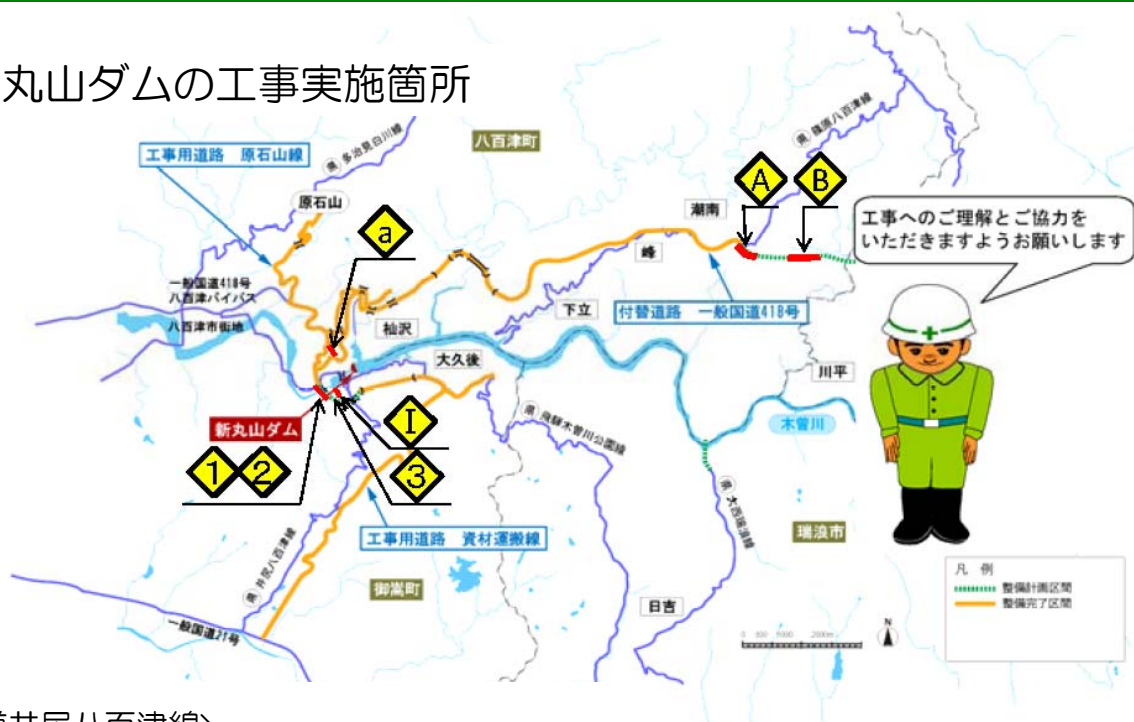 丸山ダムの工事実施箇所
工事用道路 原石山線
県 多治見白川線
八百津町
県 篠原八百津線
原石山
a
潮南
A
B
工事へのご理解とご協力を
いただきますようお願いします
峰
一般国道418号
八百津バイパス
八百津市街地
杣沢
下立
付替道路 一般国道418号
大久後
川平
新丸山ダム
I
木曽川
1
2
3
県 飛騨木曽川公園線
県 大西瑞浪線
工事用道路 資材運搬線
瑞浪市
県 井尻八百津線
御嵩町
日吉
一般国道21号
凡例
整備計画区間
整備完了区間
0 500 1000 2000m
N